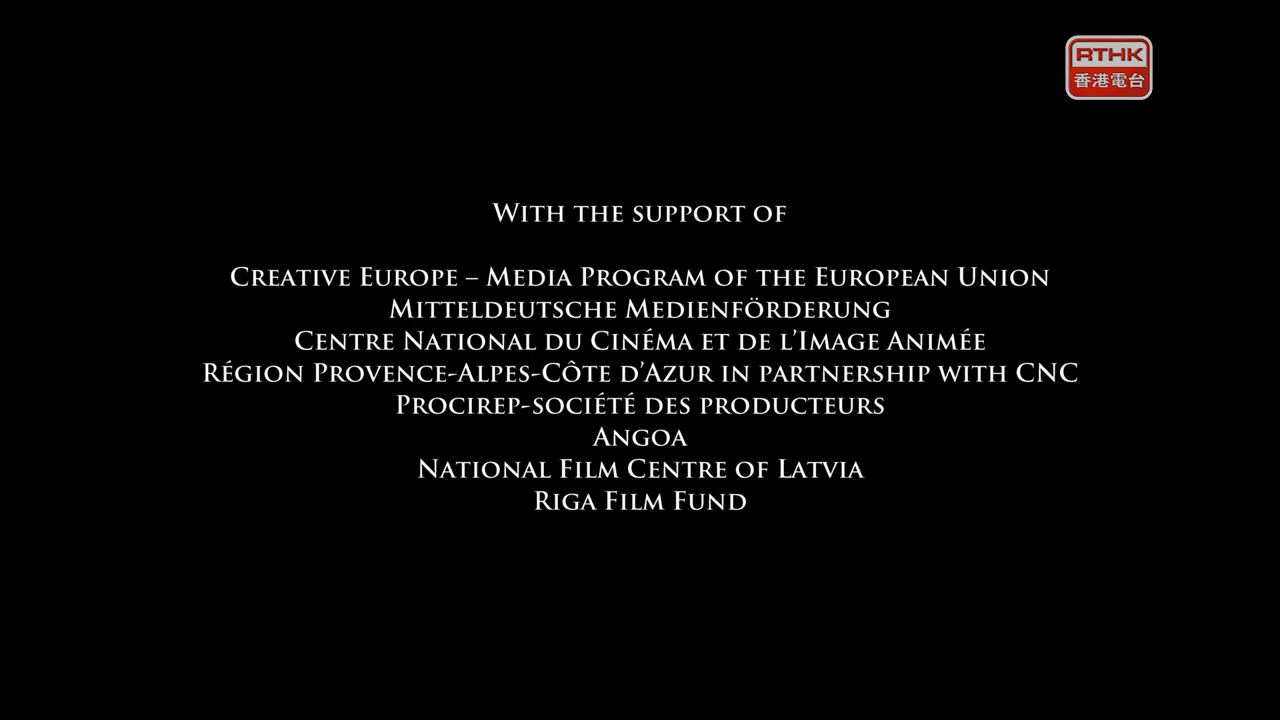 RTHK
香港電台
With the support of
Creative Europe – Media Program of the European Union
Mitteldeutsche Medienförderung
Centre National du Cinéma et de l'Image Animée
Région Provence-Alpes-Côte d'Azur in partnership with CNC
Procirep-société des producteurs
Angoa
National Film Centre of Latvia
Riga Film Fund